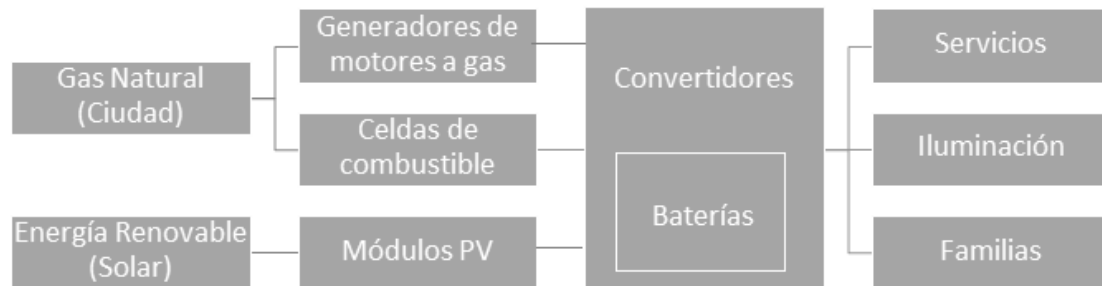 Gas Natural
(Ciudad)
Energía Renovable
(Solar)
Generadores de
motores a gas
Celdas de
combustible
Módulos PV
Convertidores
Baterías
Servicios
Iluminación
Familias